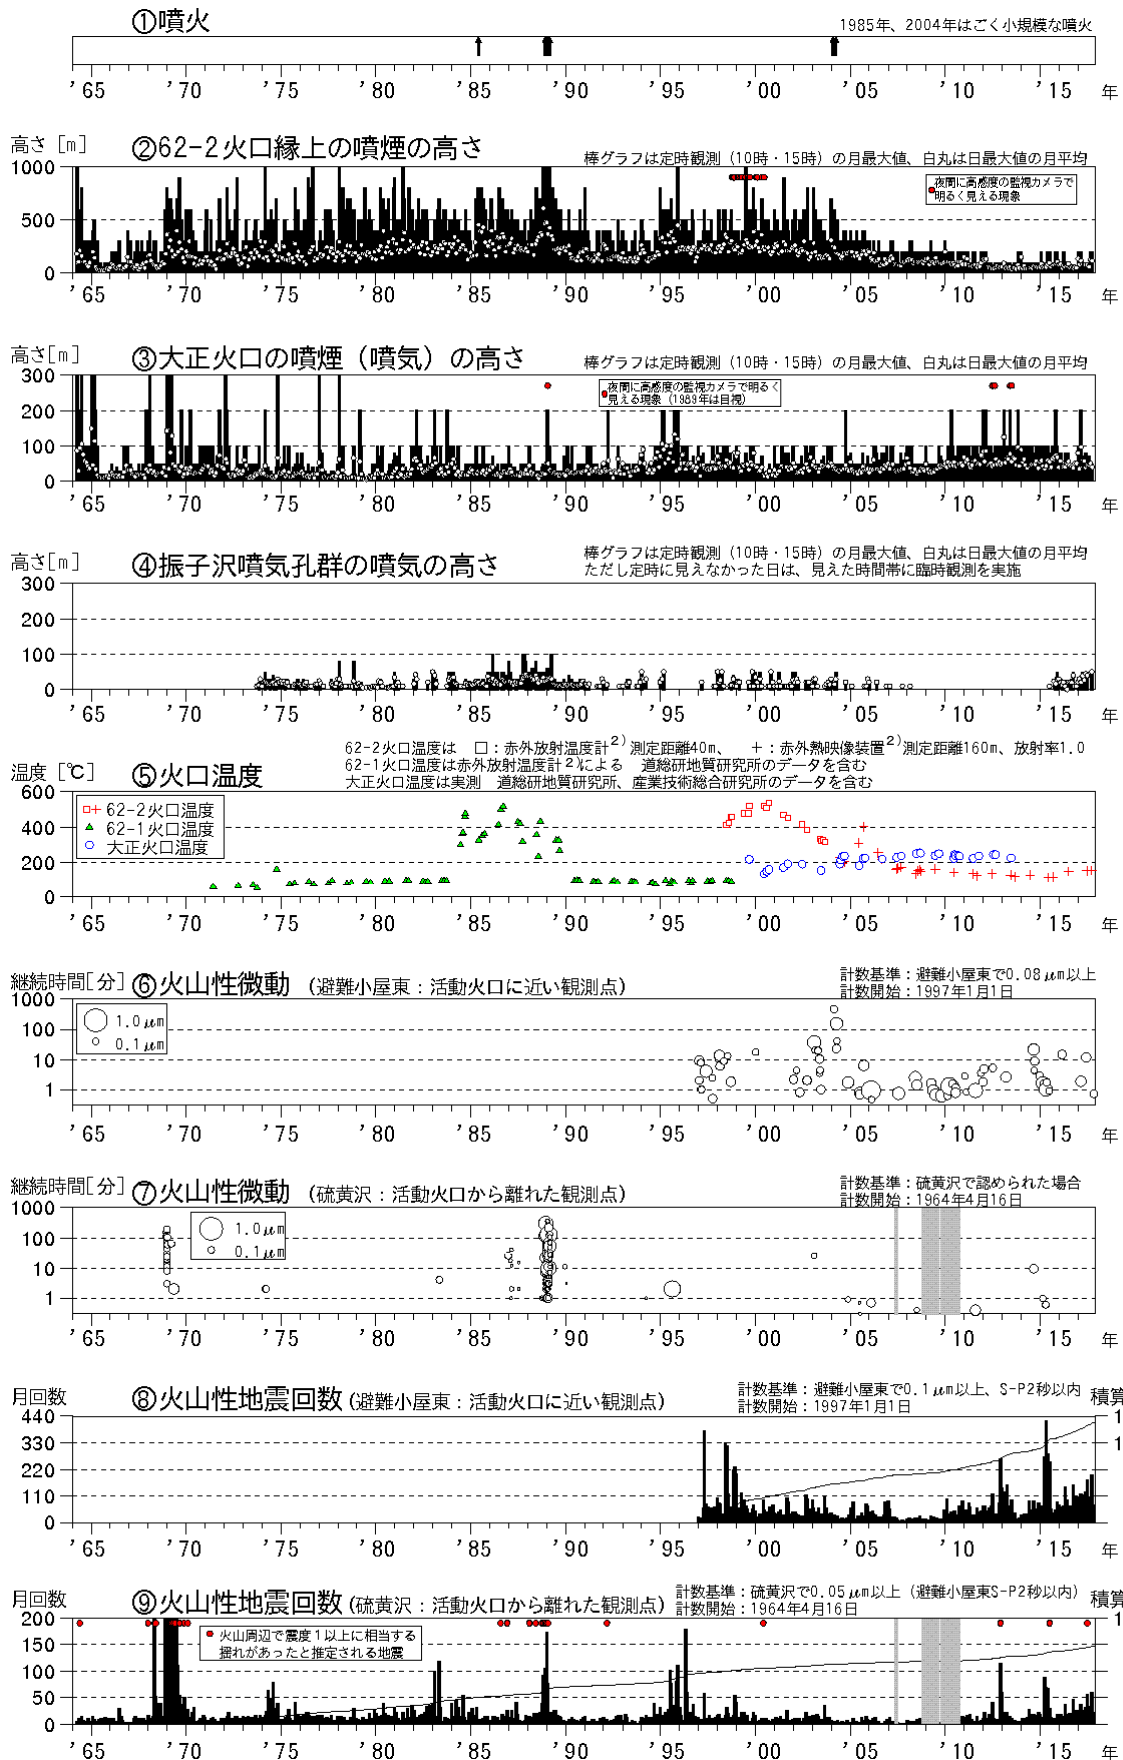 ①噴火
1985年、2004年はごく小規模な噴火
'65 '70 '75 '80 '85 '90 '95 '00 '05 '10 '15 年
高さ [m]
②62-2火口縁上の噴煙の高さ
棒グラフは定時観測（10時・15時）の月最大値、白丸は日最大値の月平均
1000
500
0
夜間に高感度の監視カメラで
明るく見える現象
'65 '70 '75 '80 '85 '90 '95 '00 '05 '10 '15 年
高さ[m]
③大正火口の噴煙（噴気）の高さ
棒グラフは定時観測（10時・15時）の月最大値、白丸は日最大値の月平均
300
200
100
0
夜間に高感度の監視カメラで明るく
見える現象（1989年は目視）
'65 '70 '75 '80 '85 '90 '95 '00 '05 '10 '15 年
高さ[m]
④振子沢噴気孔群の噴気の高さ
棒グラフは定時観測（10時・15時）の月最大値、白丸は日最大値の月平均
ただし定時に見えなかった日は、見えた時間帯に臨時観測を実施
300
200
100
0
'65 '70 '75 '80 '85 '90 '95 '00 '05 '10 '15 年
62-2火口温度は □：赤外放射温度計2)測定距離40m、 ＋：赤外熱映像装置2)測定距離160m、放射率1.0
62-1火口温度は赤外放射温度計2)による 道総研地質研究所のデータを含む
大正火口温度は実測 道総研地質研究所、産業技術総合研究所のデータを含む
温度 [℃]
⑤火口温度
600
400
200
0
□+ 62-2火口温度
▲ 62-1火口温度
○ 大正火口温度
'65 '70 '75 '80 '85 '90 '95 '00 '05 '10 '15 年
継続時間[分]
⑥火山性微動 （避難小屋東：活動火口に近い観測点）
計数基準：避難小屋東で0.08μm以上
計数開始：1997年1月1日
1000
100
10
1
1.0μm
0.1μm
'65 '70 '75 '80 '85 '90 '95 '00 '05 '10 '15 年
継続時間[分]
⑦火山性微動 （硫黄沢：活動火口から離れた観測点）
計数基準：硫黄沢で認められた場合
計数開始：1964年4月16日
1000
100
10
1
1.0μm
0.1μm
'65 '70 '75 '80 '85 '90 '95 '00 '05 '10 '15 年
月回数
⑧火山性地震回数（避難小屋東：活動火口に近い観測点）
計数基準：避難小屋東で0.1μm以上、S-P2秒以内
計数開始：1997年1月1日
積算
440
330
220
110
0
1
1
'65 '70 '75 '80 '85 '90 '95 '00 '05 '10 '15 年
月回数
⑨火山性地震回数（硫黄沢：活動火口から離れた観測点）
計数基準：硫黄沢で0.05μm以上（避難小屋東S-P2秒以内）
計数開始：1964年4月16日
積算
200
150
100
50
0
1
火山周辺で震度1以上に相当する
揺れがあったと推定される地震
'65 '70 '75 '80 '85 '90 '95 '00 '05 '10 '15 年